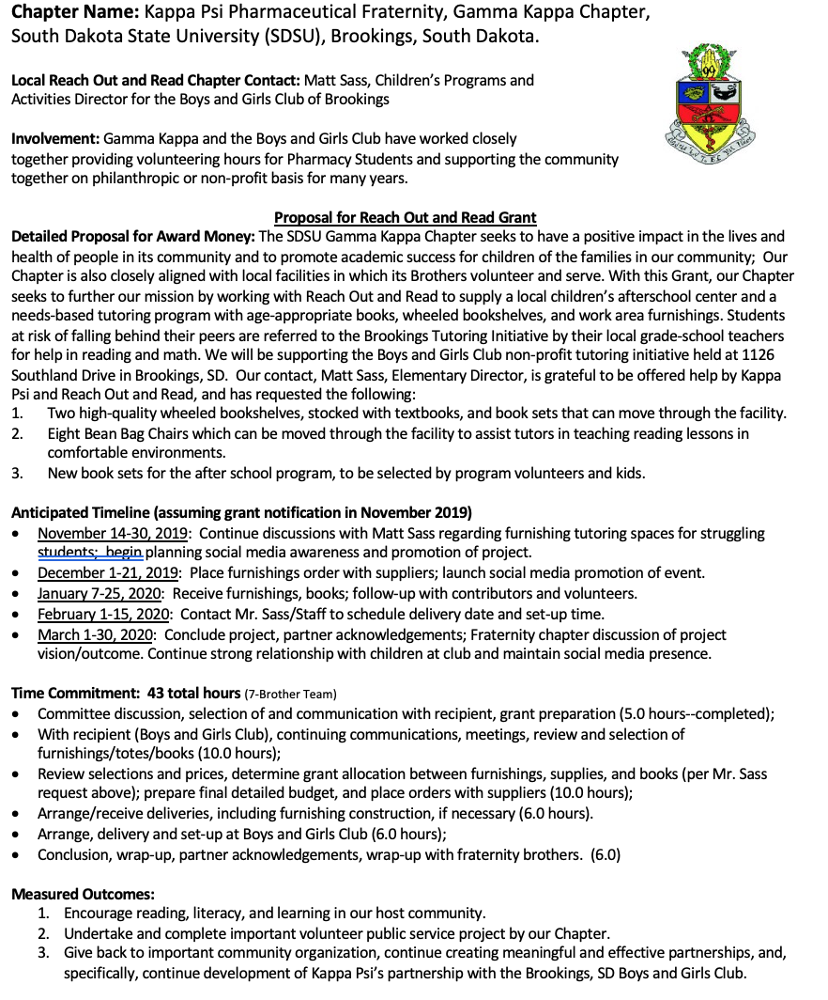 Chapter Name: Kappa Psi Pharmaceutical Fraternity, Gamma Kappa Chapter,
South Dakota State University (SDSU), Brookings, South Dakota.
Local Reach Out and Read Chapter Contact: Matt Sass, Children's Programs and
Activities Director for the Boys and Girls Club of Brookings
Involvement: Gamma Kappa and the Boys and Girls Club have worked closely
together providing volunteering hours for Pharmacy Students and supporting the community
together on philanthropic or non-profit basis for many years.
Proposal for Reach Out and Read Grant
Detailed Proposal for Award Money: The SDSU Gamma Kappa Chapter seeks to have a positive impact in the lives and
health of people in its community and to promote academic success for children of the families in our community;  Our
Chapter is also closely aligned with local facilities in which its Brothers volunteer and serve. With this Grant, our Chapter
seeks to further our mission by working with Reach Out and Read to supply a local children's afterschool center and a
needs-based tutoring program with age-appropriate books, wheeled bookshelves, and work area furnishings. Students
at risk of falling behind their peers are referred to the Brookings Tutoring Initiative by their local grade-school teachers
for help in reading and math. We will be supporting the Boys and Girls Club non-profit tutoring initiative held at 1126
Southland Drive in Brookings, SD.  Our contact, Matt Sass, Elementary Director, is grateful to be offered help by Kappa
Psi and Reach Out and Read, and has requested the following:
1. Two high-quality wheeled bookshelves, stocked with textbooks, and book sets that can move through the facility.
2. Eight Bean Bag Chairs which can be moved through the facility to assist tutors in teaching reading lessons in
comfortable environments.
3. New book sets for the after school program, to be selected by program volunteers and kids.
Anticipated Timeline (assuming grant notification in November 2019)
• November 14-30, 2019:  Continue discussions with Matt Sass regarding furnishing tutoring spaces for struggling
students;  begin planning social media awareness and promotion of project.
• December 1-21, 2019:  Place furnishings order with suppliers; launch social media promotion of event.
• January 7-25, 2020:  Receive furnishings, books; follow-up with contributors and volunteers.
• February 1-15, 2020:  Contact Mr. Sass/Staff to schedule delivery date and set-up time.
• March 1-30, 2020:  Conclude project, partner acknowledgements; Fraternity chapter discussion of project
vision/outcome. Continue strong relationship with children at club and maintain social media presence.
Time Commitment:  43 total hours (7-Brother Team)
• Committee discussion, selection of and communication with recipient, grant preparation (5.0 hours--completed);
• With recipient (Boys and Girls Club), continuing communications, meetings, review and selection of
furnishings/totes/books (10.0 hours);
• Review selections and prices, determine grant allocation between furnishings, supplies, and books (per Mr. Sass
request above); prepare final detailed budget, and place orders with suppliers (10.0 hours);
• Arrange/receive deliveries, including furnishing construction, if necessary (6.0 hours).
• Arrange, delivery and set-up at Boys and Girls Club (6.0 hours);
• Conclusion, wrap-up, partner acknowledgements, wrap-up with fraternity brothers.  (6.0)
Measured Outcomes:
1. Encourage reading, literacy, and learning in our host community.
2. Undertake and complete important volunteer public service project by our Chapter.
3. Give back to important community organization, continue creating meaningful and effective partnerships, and,
specifically, continue development of Kappa Psi's partnership with the Brookings, SD Boys and Girls Club.